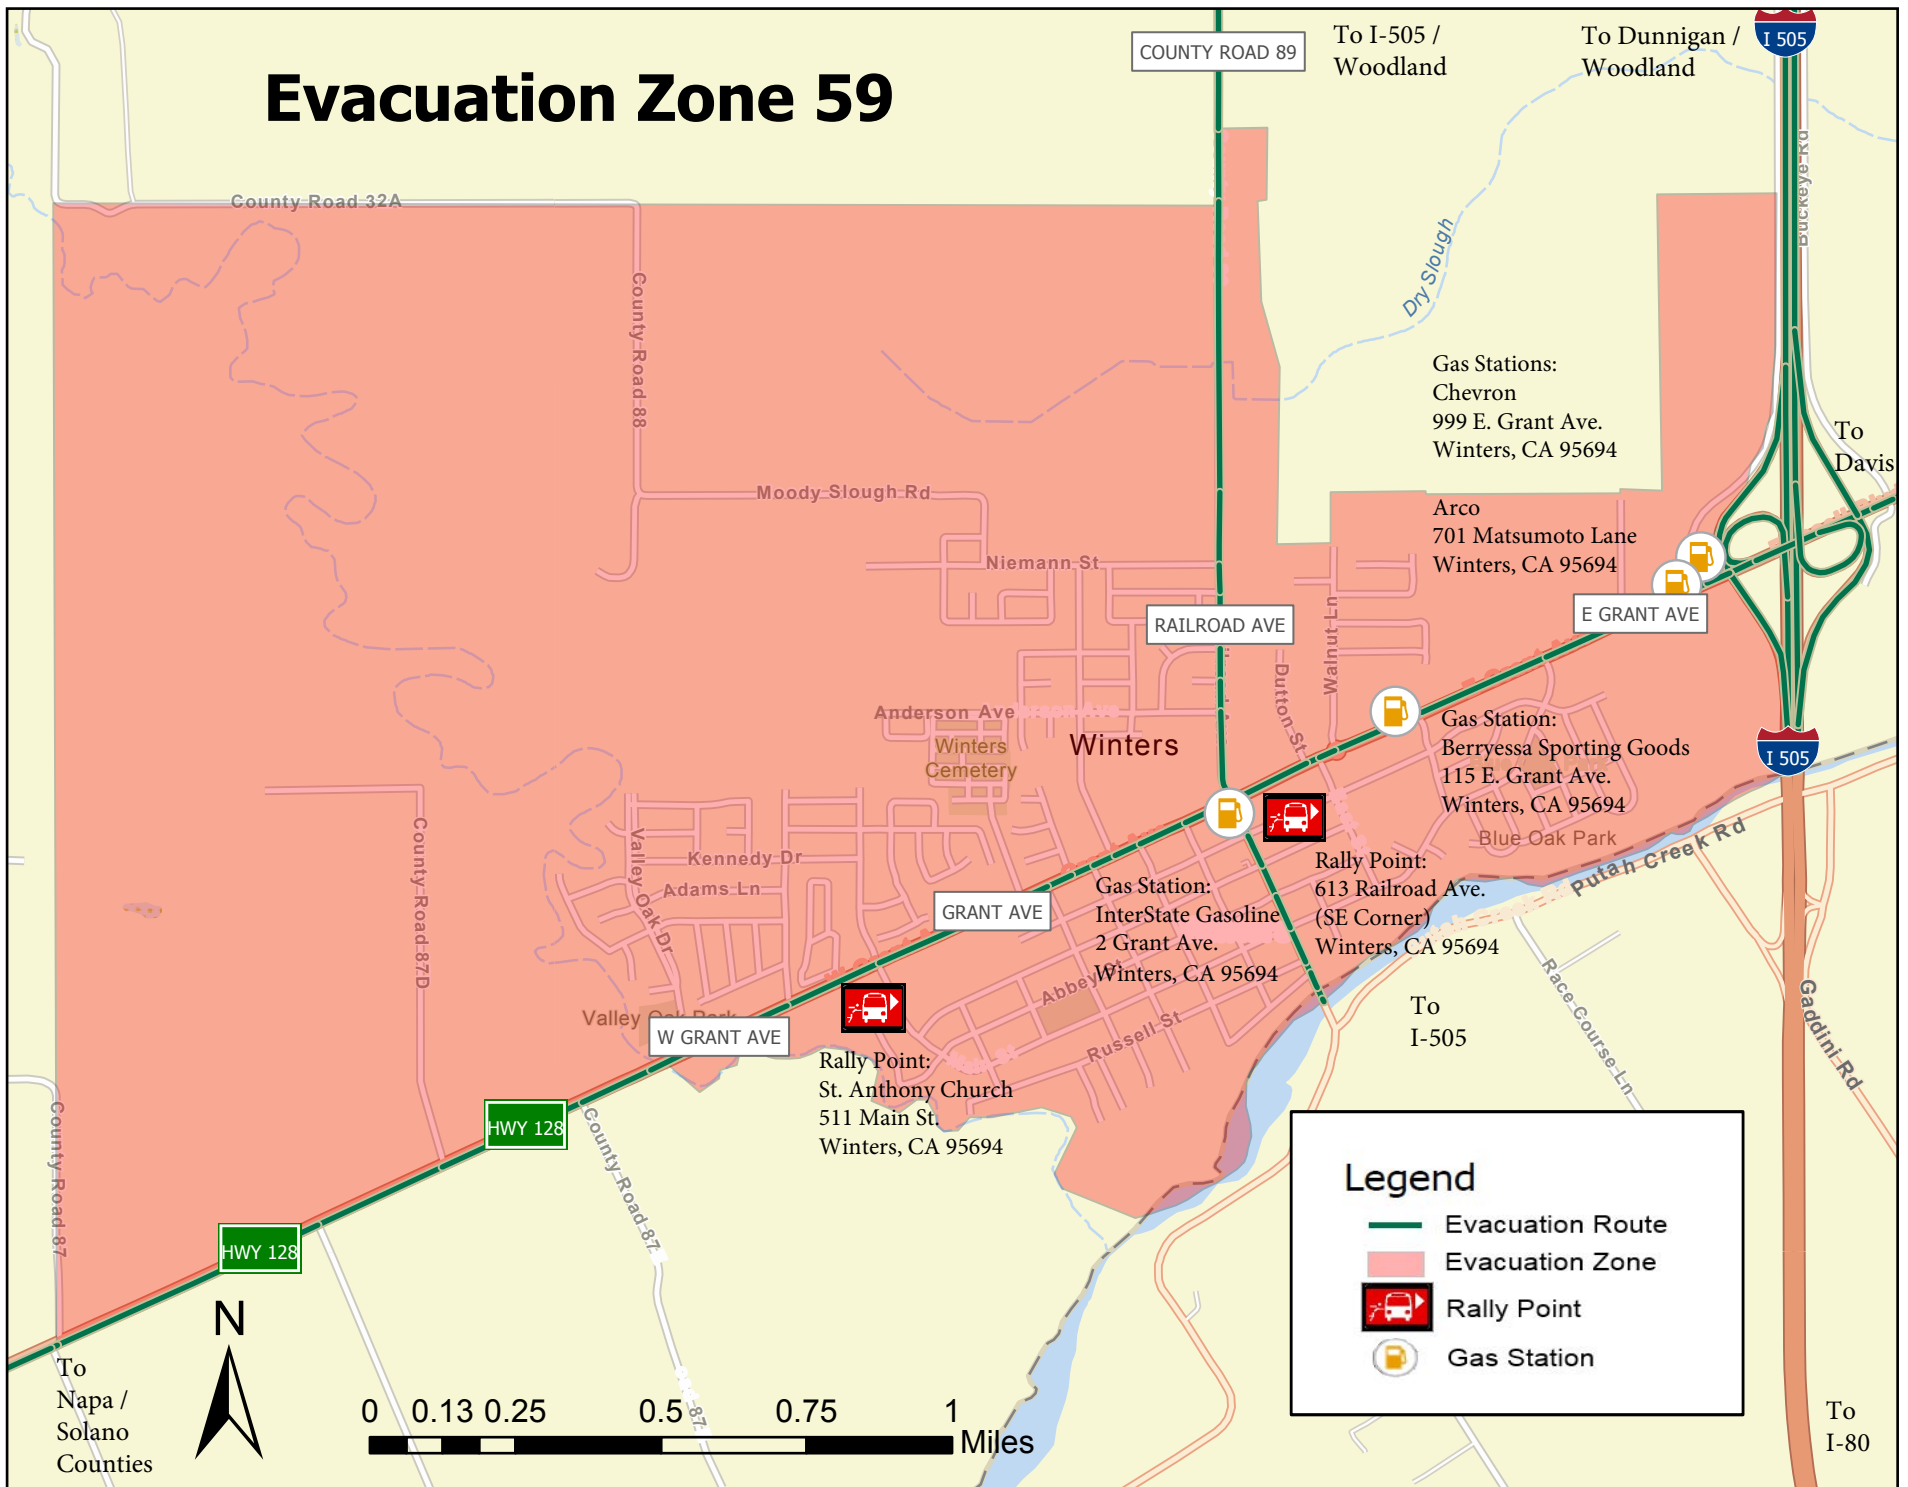 Evacuation Zone 59
COUNTY ROAD 89
To I-505 /
Woodland
To Dunnigan /
Woodland
I 505
Buckeye Rd
County Road 32A
County Road 88
Dry Slough
Gas Stations:
Chevron
999 E. Grant Ave.
Winters, CA 95694
To
Davis
Arco
701 Matsumoto Lane
Winters, CA 95694
Moody Slough Rd
Niemann St
RAILROAD AVE
E GRANT AVE
Walnut Ln
Dutton St
Anderson Ave
Winters
Cemetery
Winters
Gas Station:
Berryessa Sporting Goods
115 E. Grant Ave.
Winters, CA 95694
I 505
Blue Oak Park
Putah Creek Rd
County Road 87D
Valley Oak Dr
Kennedy Dr
Adams Ln
GRANT AVE
Gas Station:
InterState Gasoline
2 Grant Ave.
Winters, CA 95694
Rally Point:
613 Railroad Ave.
(SE Corner)
Winters, CA 95694
Abbey St
Russell St
Valley Oak Park
W GRANT AVE
Rally Point:
St. Anthony Church
511 Main St.
Winters, CA 95694
To
I-505
Race Course Ln
Gaddini Rd
HWY 128
County Road 87
County Road 87
HWY 128
Legend
Evacuation Route
Evacuation Zone
Rally Point
Gas Station
N
To
Napa /
Solano
Counties
0 0.13 0.25 0.5 0.75 1
Miles
To
I-80